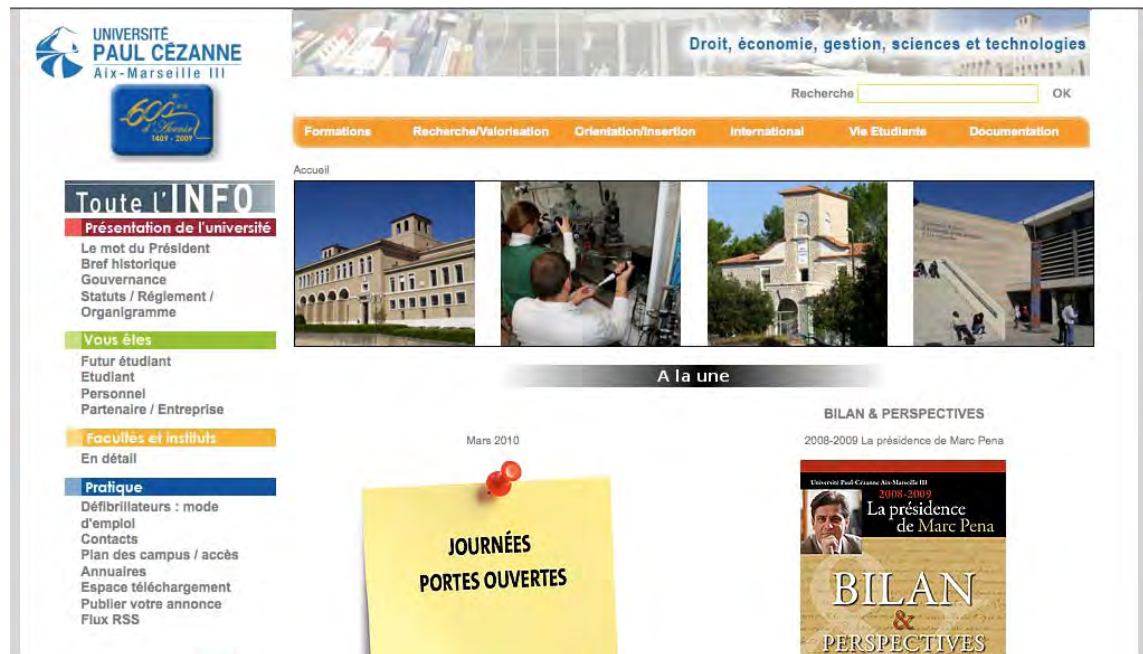 UNIVERSITÉ
PAUL CÉZANNE
Aix-Marseille III
600 ans
d'Avenir
1409 - 2009
Droit, économie, gestion, sciences et technologies
Recherche OK
Formations Recherche/Valorisation Orientation/Insertion International Vie Etudiante Documentation
Accueil
Toute l'INFO
Présentation de l'université
Le mot du Président
Bref historique
Gouvernance
Statuts / Réglement /
Organigramme
Vous êtes
Futur étudiant
Etudiant
Personnel
Partenaire / Entreprise
Facultés et instituts
En détail
Pratique
Défibrillateurs : mode
d'emploi
Contacts
Plan des campus / accès
Annuaires
Espace téléchargement
Publier votre annonce
Flux RSS
A la une
Mars 2010
JOURNÉES
PORTES OUVERTES
BILAN & PERSPECTIVES
2008-2009 La présidence de Marc Pena
Université Paul Cézanne Aix-Marseille III
2008-2009
La présidence
de Marc Pena
BILAN
&
PERSPECTIVES